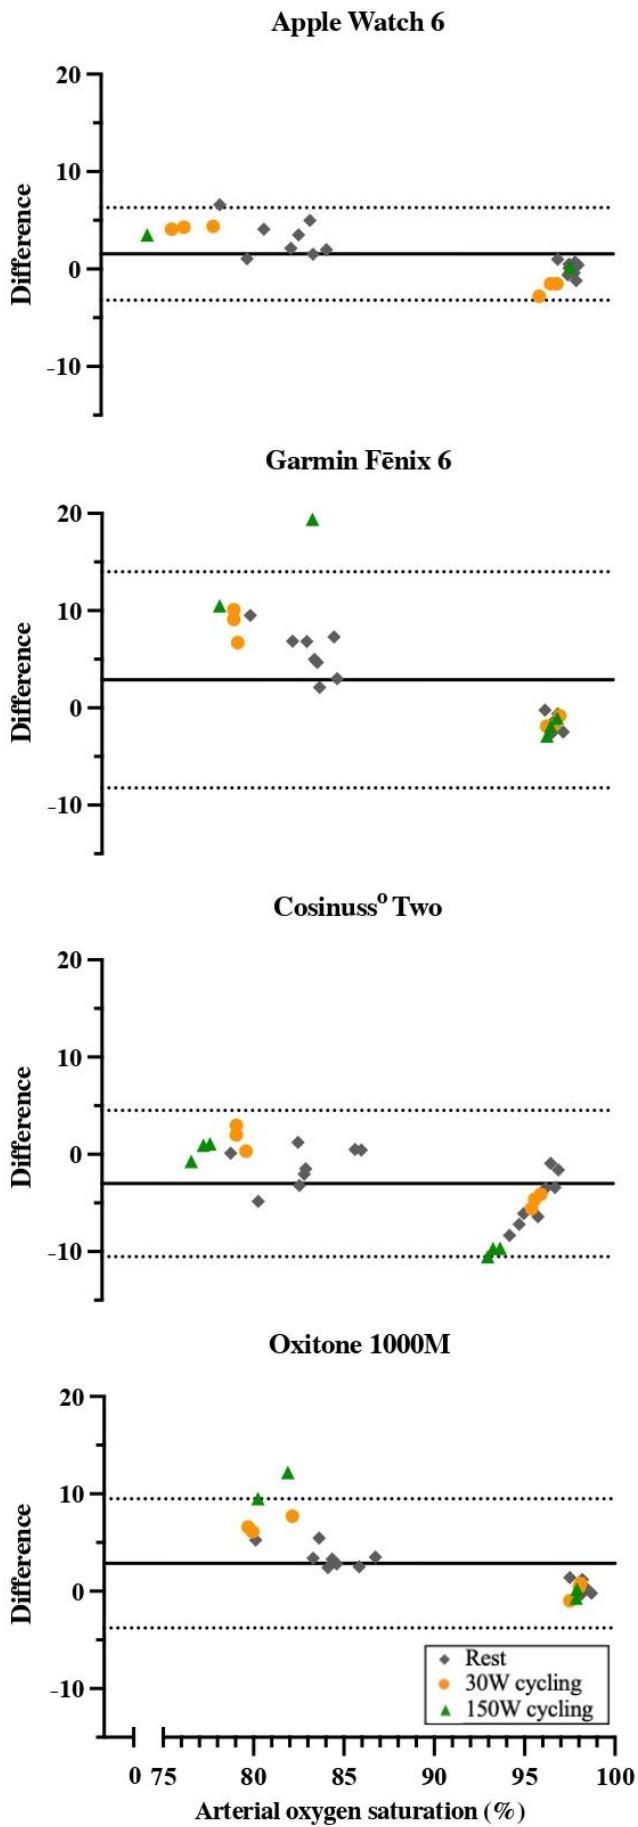 Apple Watch 6
20
10
0
-10
Difference
Garmin Fēnix 6
20
10
0
-10
Difference
Cosinussº Two
20
10
0
-10
Difference
Oxitone 1000M
20
10
0
-10
Difference
Rest
30W cycling
150W cycling
0 75 80 85 90 95 100
Arterial oxygen saturation (%)